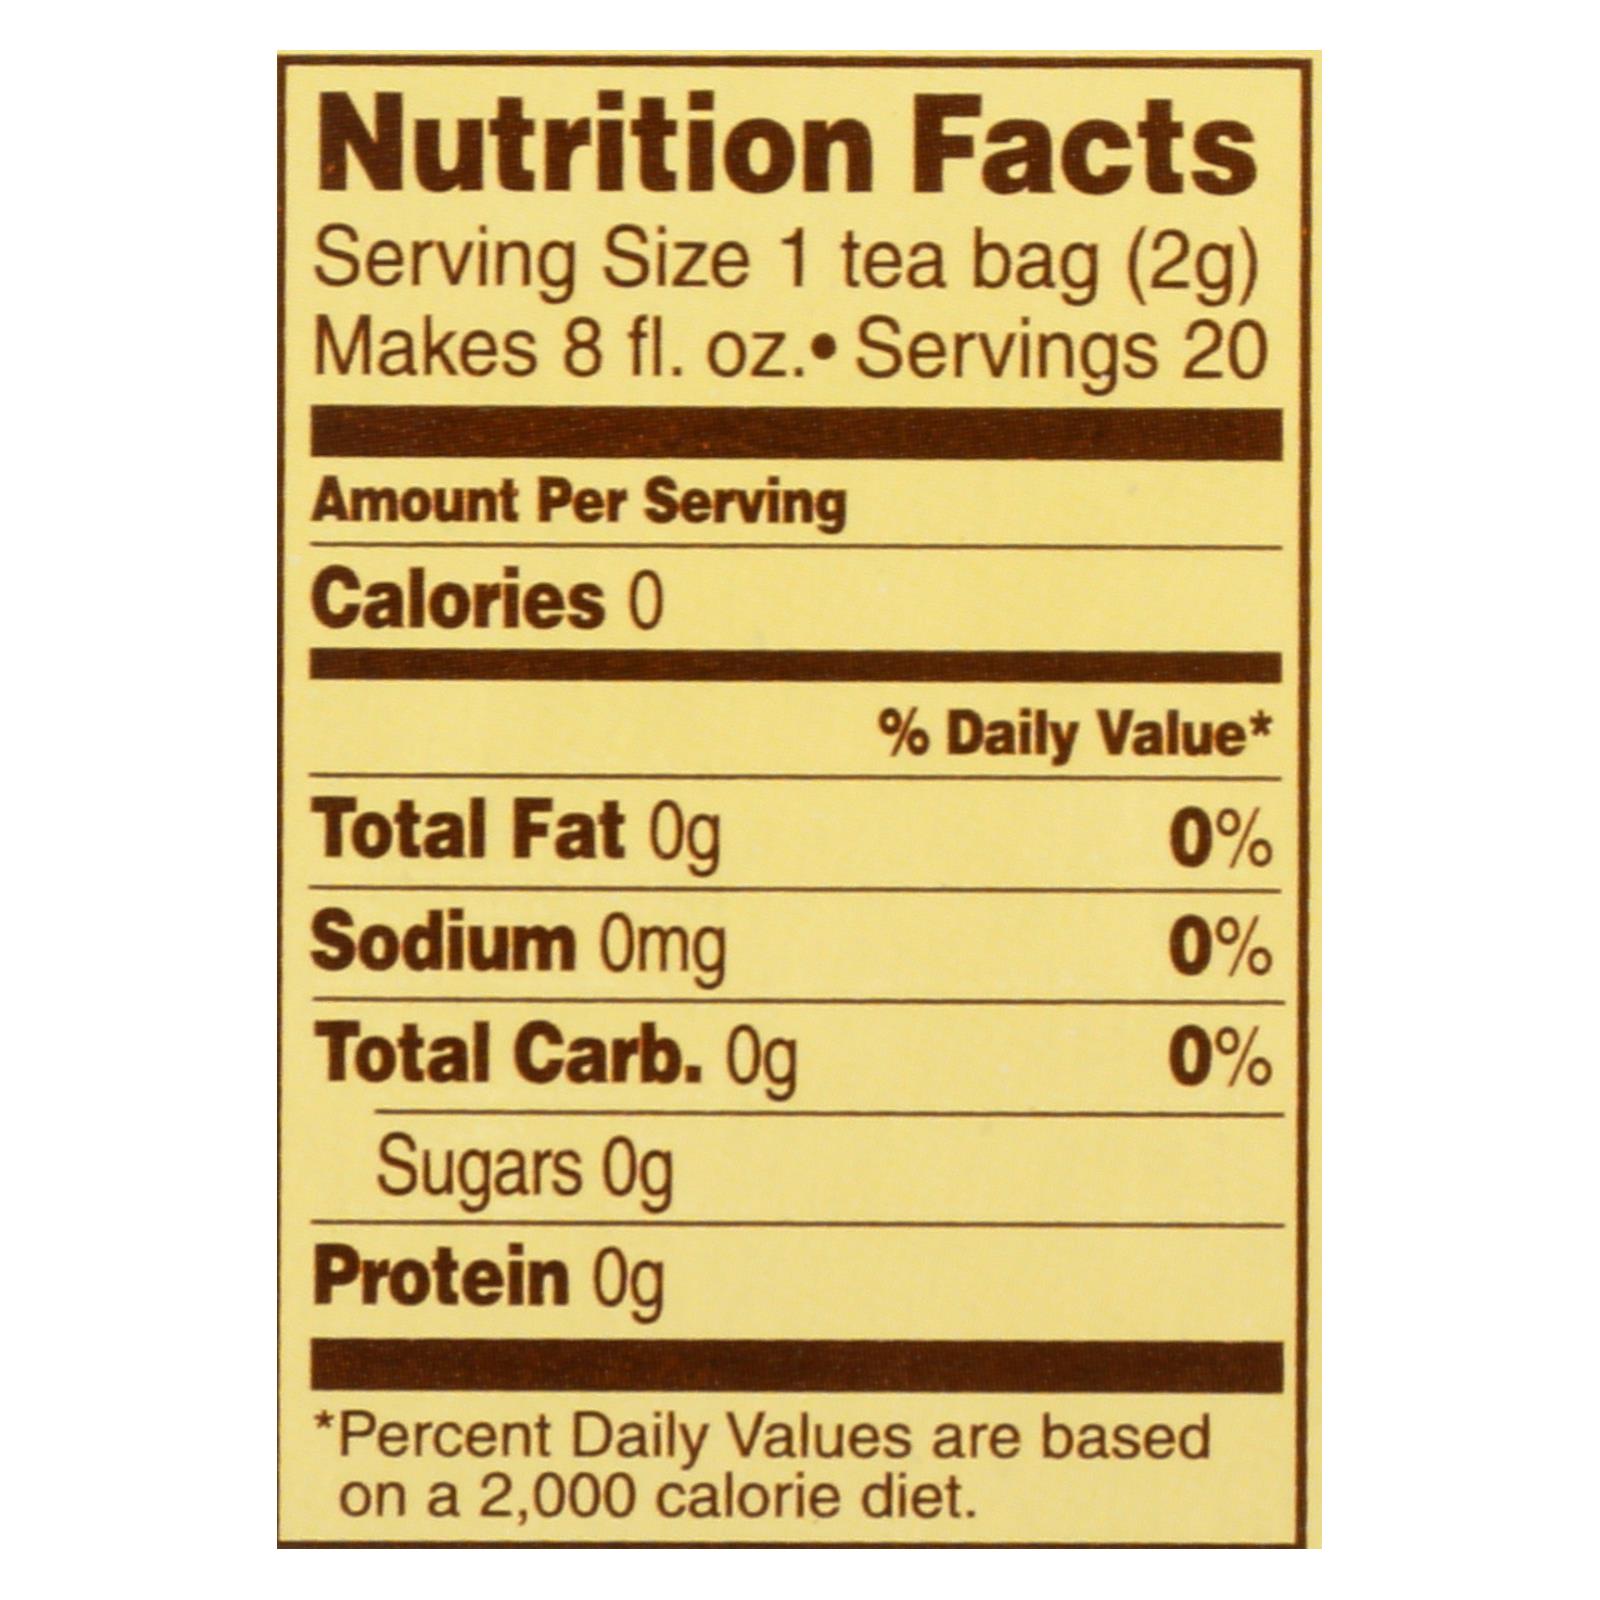 Nutrition Facts
Serving Size 1 tea bag (2g)
Makes 8 fl. oz.• Servings 20
Amount Per Serving
Calories 0
% Daily Value*
Total Fat 0g 0%
Sodium 0mg 0%
Total Carb. 0g 0%
Sugars 0g
Protein 0g
*Percent Daily Values are based
on a 2,000 calorie diet.